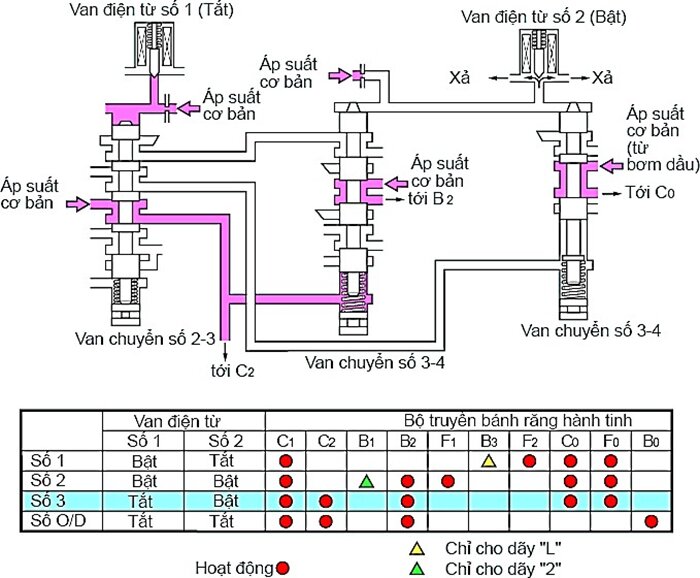 Van điện từ số 1 (Tắt)
Van điện từ số 2 (Bật)
Áp suất
cơ bản
Áp suất
cơ bản
Xả
Xả
Áp suất
cơ bản
(từ
bơm dầu)
Áp suất
cơ bản
Áp suất
cơ bản
tới B2
Tới C0
Van chuyển số 2-3
Van chuyển số 3-4
Van chuyển số 3-4
tới C2
Van điện từ
Bộ truyền bánh răng hành tinh
Số 1 Số 2 C1 C2 B1 B2 F1 B3 F2 C0 F0 B0
Số 1 Bật Tắt
Số 2 Bật Bật
Số 3 Tắt Bật
Số O/D Tắt Tắt
Hoạt động
Chỉ cho dãy "L"
Chỉ cho dãy "2"